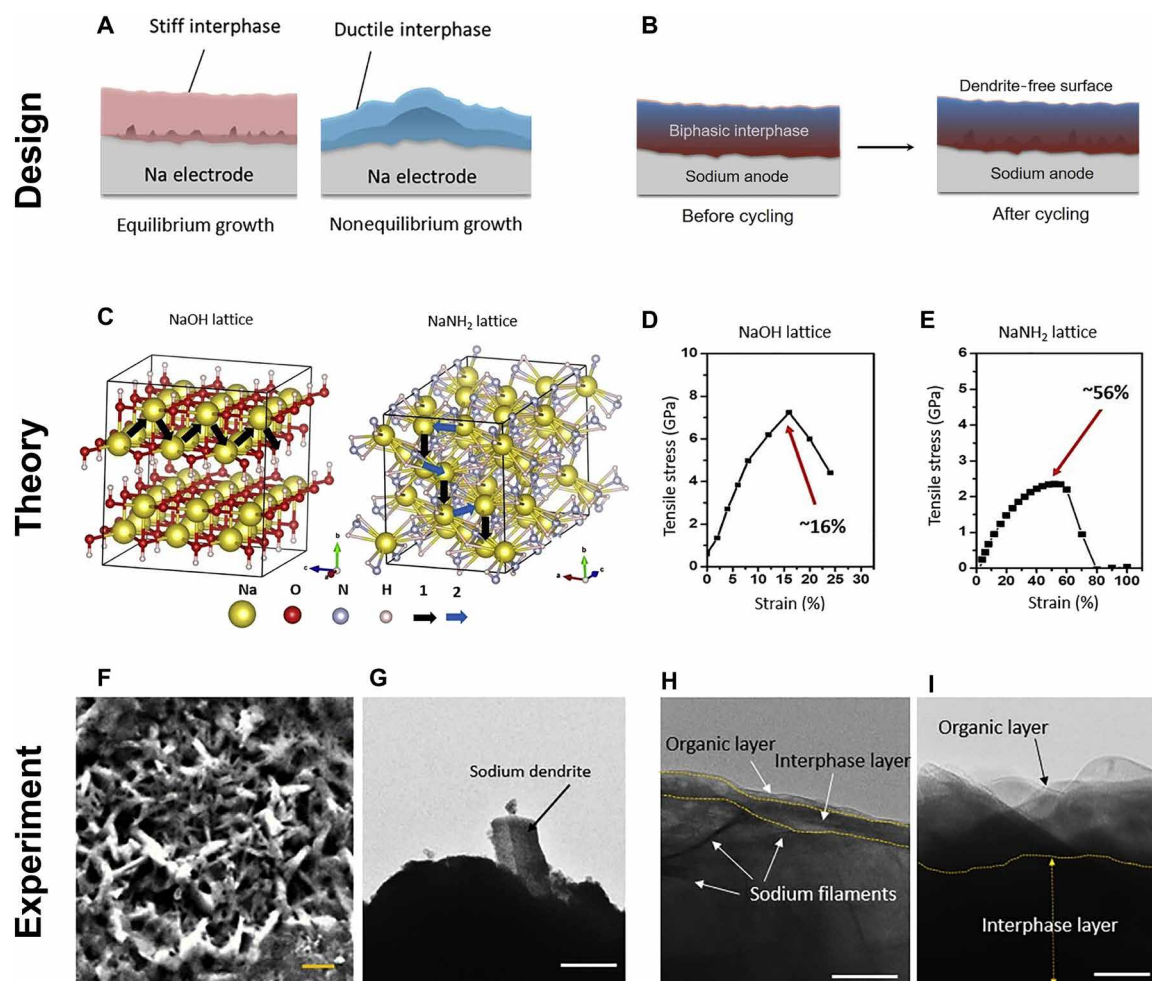 Design
A
Stiff interphase
Ductile interphase
Na electrode
Na electrode
Equilibrium growth
Nonequilibrium growth
B
Biphasic interphase
Sodium anode
Before cycling
Dendrite-free surface
Sodium anode
After cycling
Theory
C
NaOH lattice
NaNH₂ lattice
b
c
a
b
a
c
Na O N H 1 2
D
NaOH lattice
Tensile stress (GPa)
10
8
6
4
2
0
~16%
0 5 10 15 20 25 30
Strain (%)
E
NaNH₂ lattice
Tensile stress (GPa)
6
5
4
3
2
1
0
~56%
0 20 40 60 80 100
Strain (%)
Experiment
F
G
Sodium dendrite
H
Organic layer
Interphase layer
Sodium filaments
I
Organic layer
Interphase layer